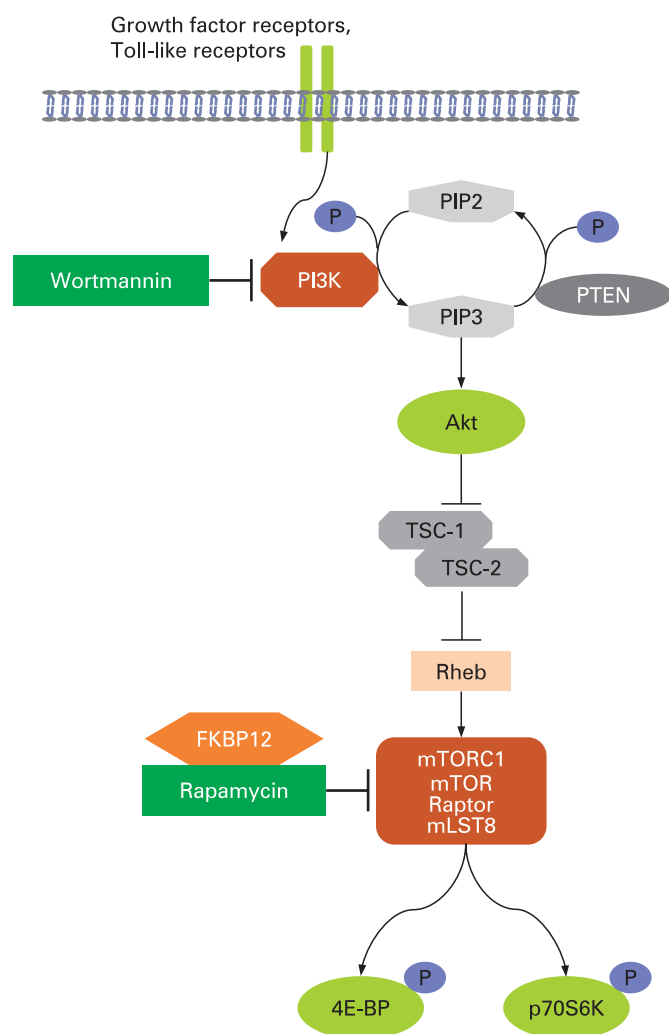 Growth factor receptors,
Toll-like receptors
PIP2
P
P
Wortmannin
PI3K
PTEN
PIP3
Akt
TSC-1
TSC-2
Rheb
FKBP12
Rapamycin
mTORC1
mTOR
Raptor
mLST8
P
P
4E-BP
p70S6K